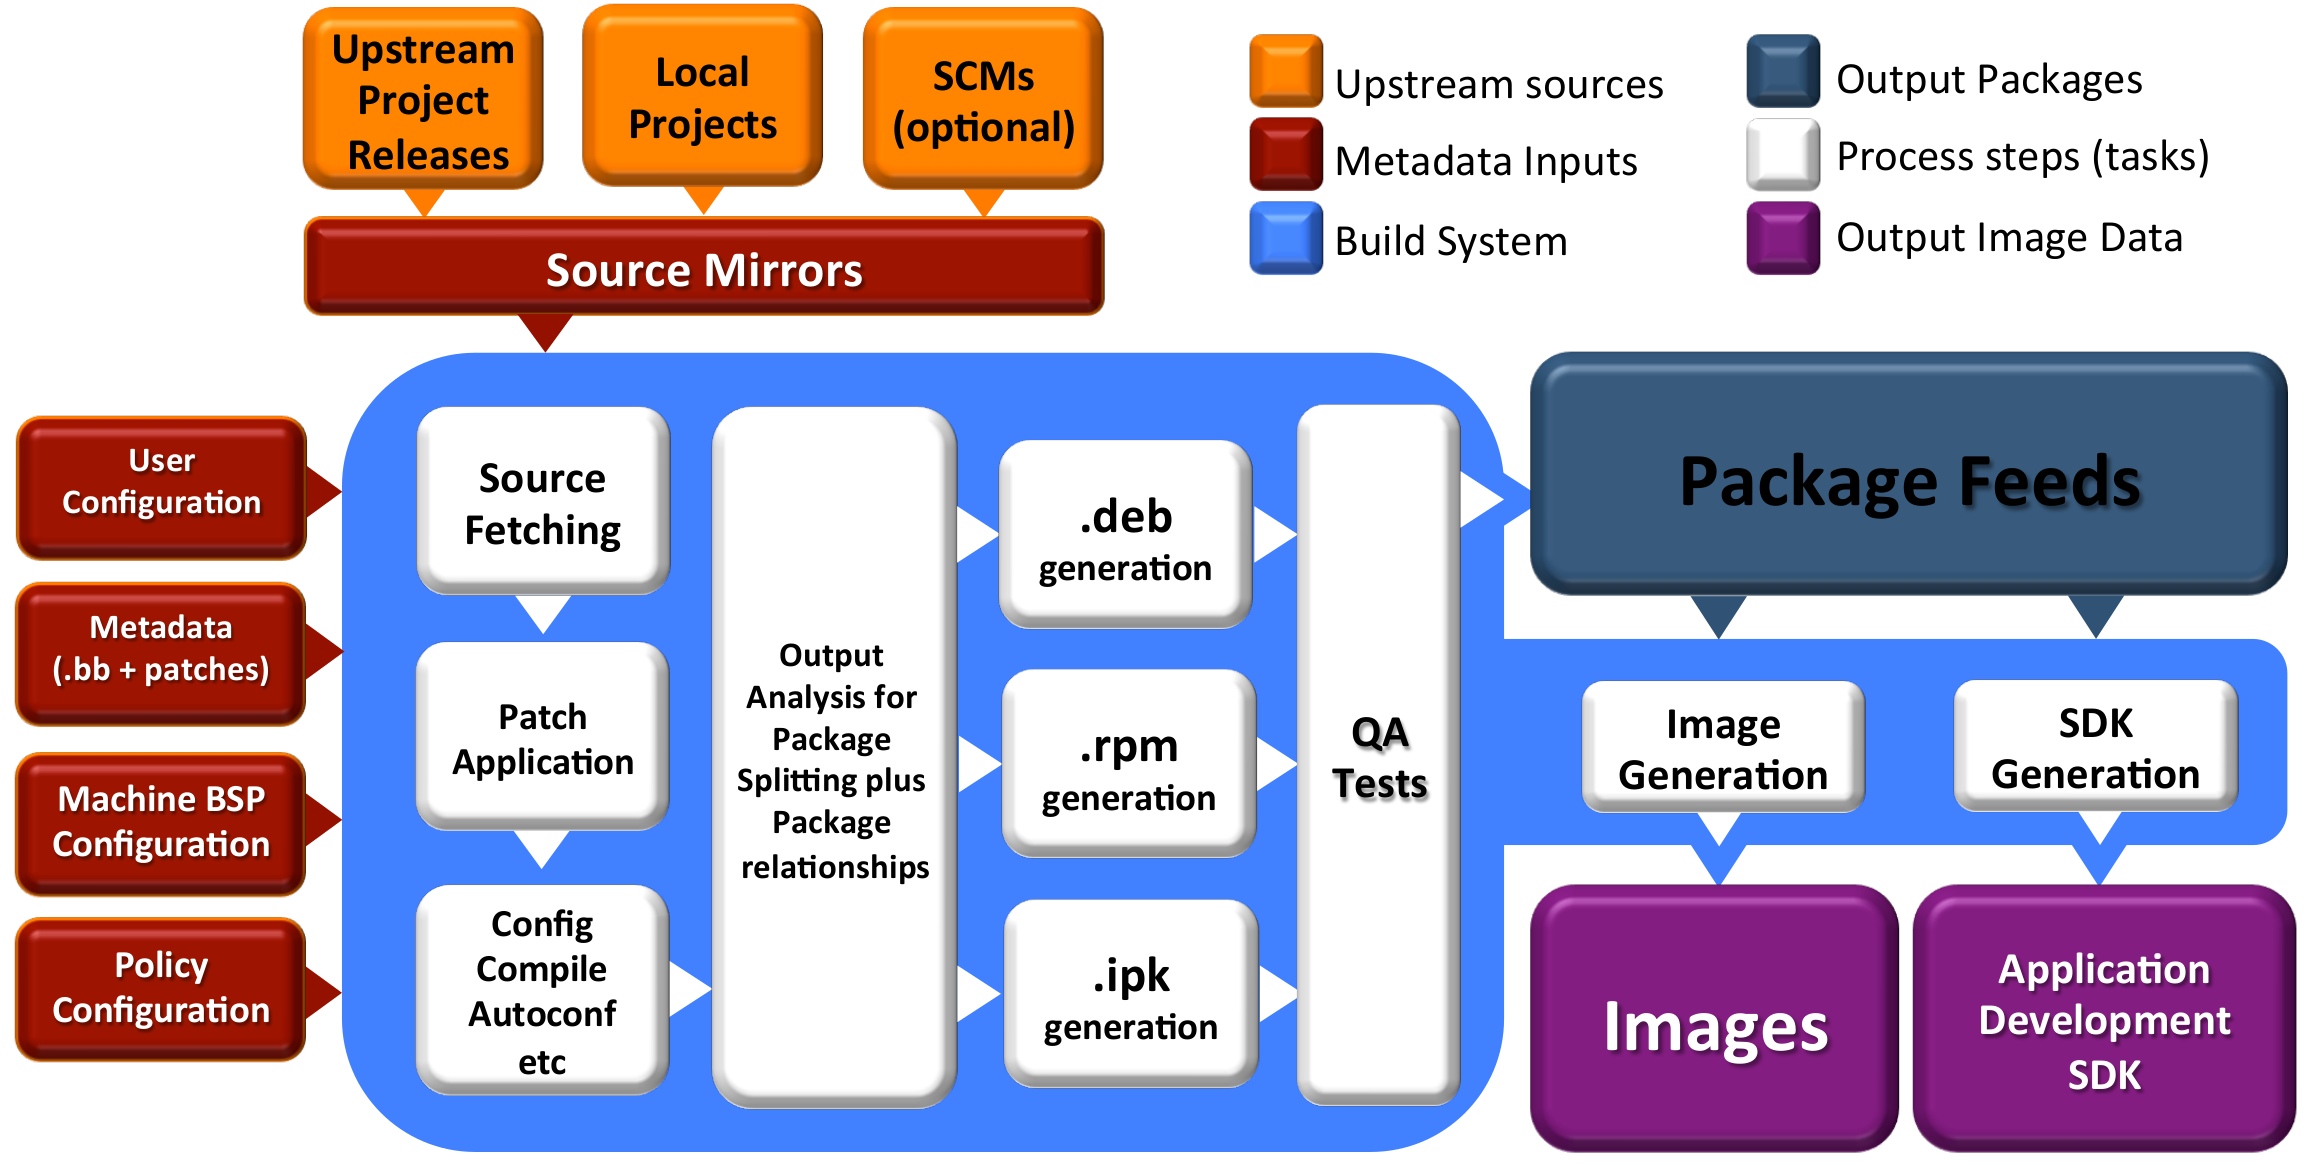 Upstream
Project
Releases
Local
Projects
SCMs
(optional)
Upstream sources
Metadata Inputs
Build System
Output Packages
Process steps (tasks)
Output Image Data
Source Mirrors
User
Configuration
Metadata
(.bb + patches)
Machine BSP
Configuration
Policy
Configuration
Source
Fetching
Patch
Application
Config
Compile
Autoconf
etc
Output
Analysis for
Package
Splitting plus
Package
relationships
.deb
generation
.rpm
generation
.ipk
generation
QA
Tests
Package Feeds
Image
Generation
SDK
Generation
Images
Application
Development
SDK